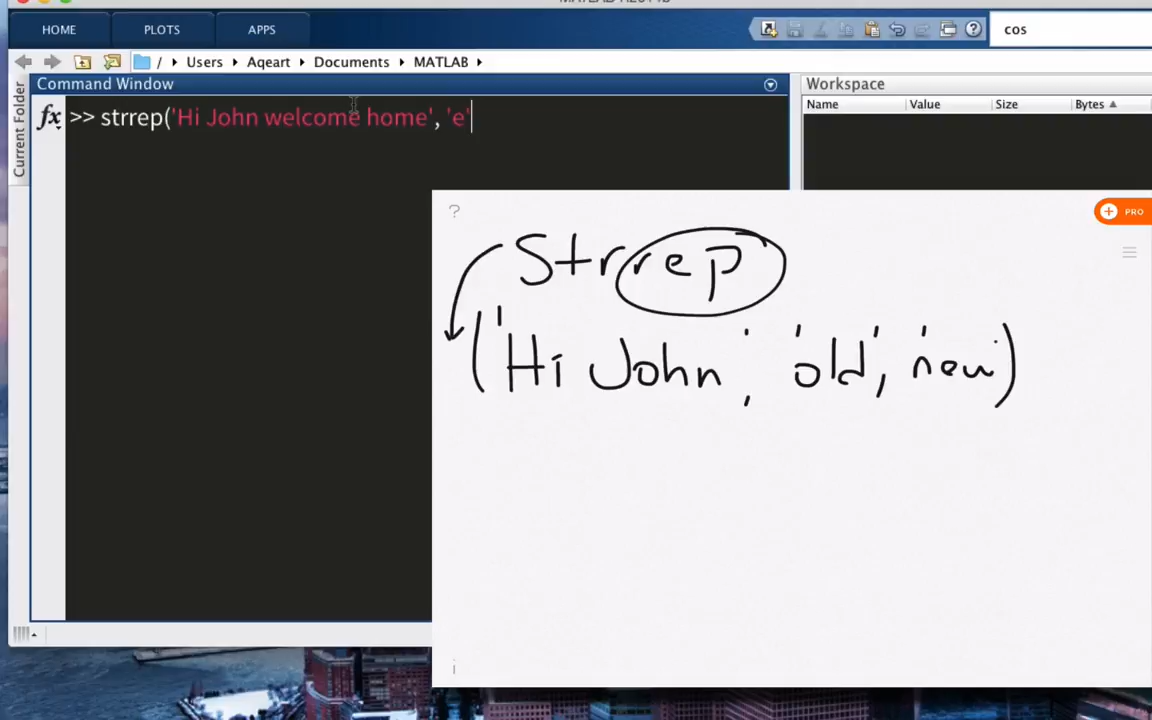 HOME PLOTS APPS cos
/ Users Aqeart Documents MATLAB
Current Folder
Command Window
Workspace
Name Value Size Bytes
fx >> strrep('Hi John welcome home', 'e'
? PRO
Strrep
('Hi John', 'old', 'new')
i